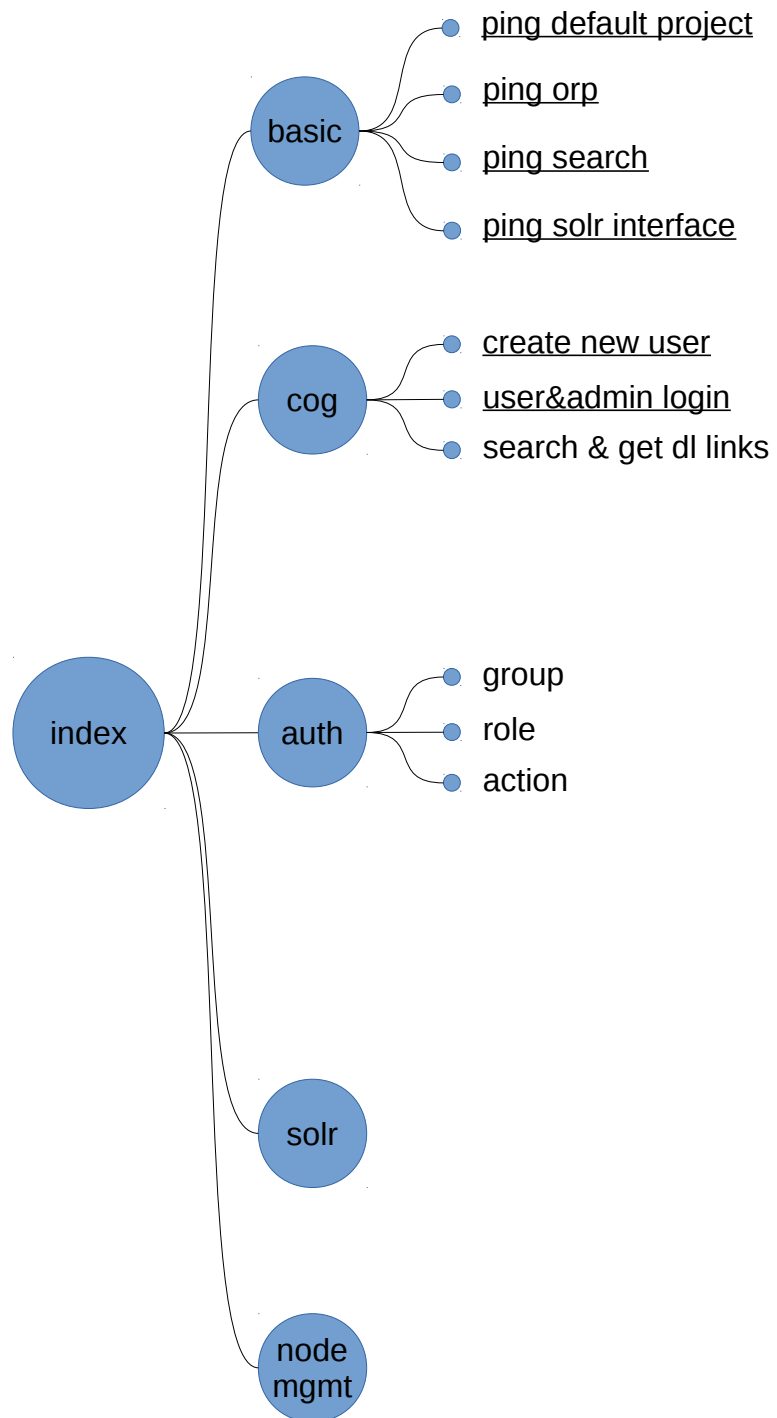 index
basic
ping default project
ping orp
ping search
ping solr interface
cog
create new user
user&admin login
search & get dl links
auth
group
role
action
solr
node
mgmt